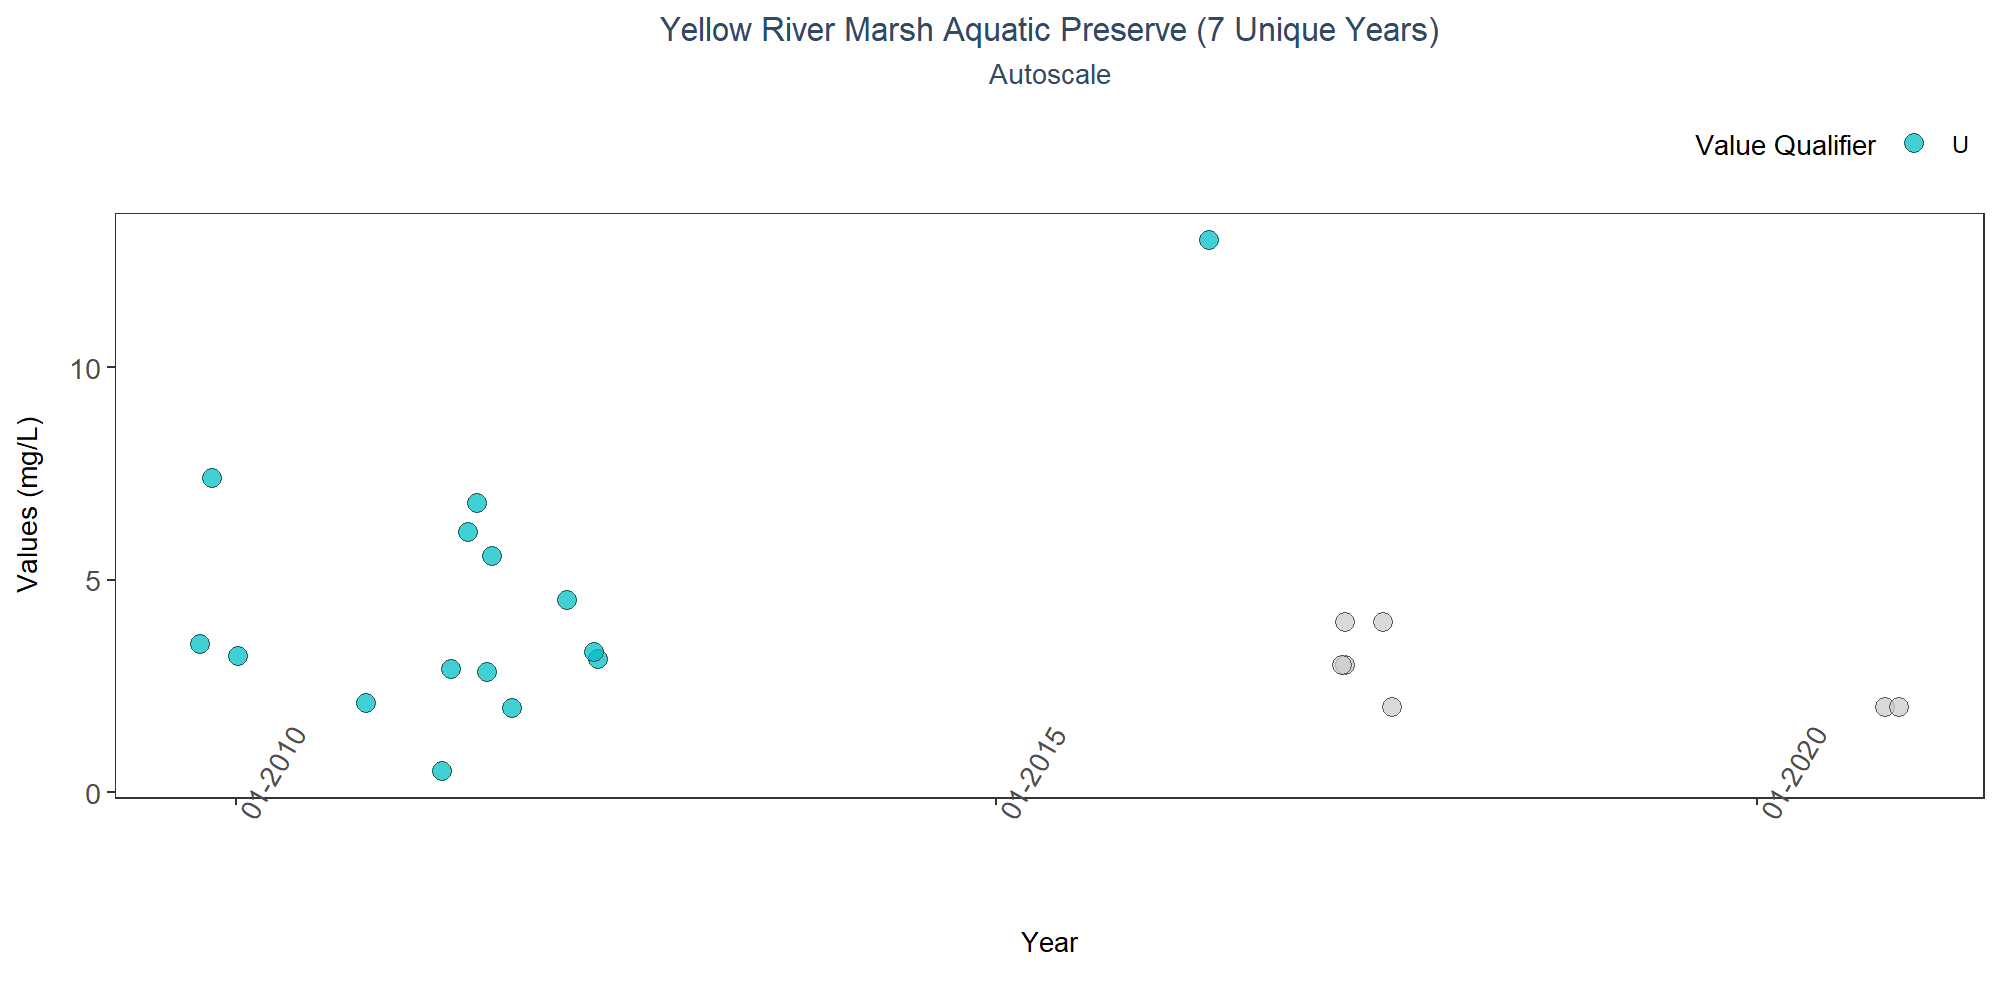 Yellow River Marsh Aquatic Preserve (7 Unique Years)
Autoscale
Value Qualifier U
Values (mg/L)
10
5
0
01-2010
01-2015
01-2020
Year